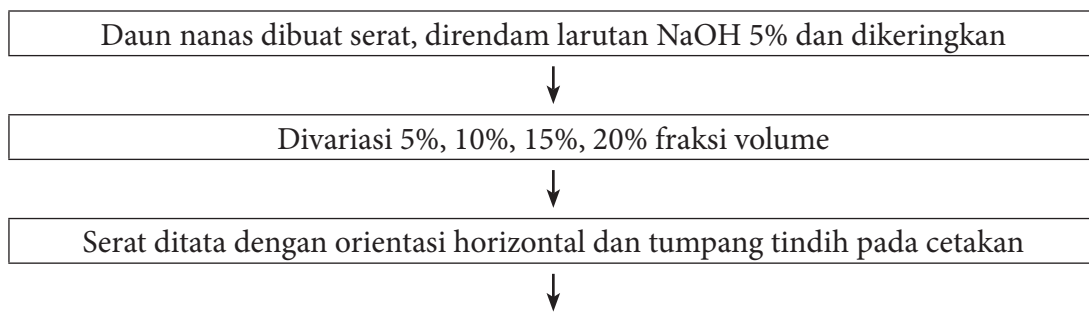 Daun nanas dibuat serat, direndam larutan NaOH 5% dan dikeringkan
Divariasi 5%, 10%, 15%, 20% fraksi volume
Serat ditata dengan orientasi horizontal dan tumpang tindih pada cetakan